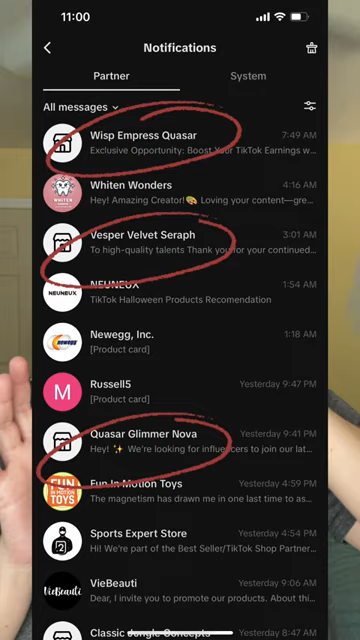 11:00
Notifications
Partner
System
All messages
Wisp Empress Quasar
7:49 AM
Exclusive Opportunity: Boost Your TikTok Earnings w...
Whiten Wonders
4:16 AM
Hey! Amazing Creator!🎨 Loving your content—gre...
WHITEN
WONDERS
Vesper Velvet Seraph
3:01 AM
To high-quality talents Thank you for your continued...
NEUNEUX
1:54 AM
TikTok Halloween Products Recomendation
NEUNEUX
Newegg, Inc.
1:18 AM
[Product card]
newegg
Russell5
Yesterday 9:47 PM
[Product card]
M
Quasar Glimmer Nova
Yesterday 9:41 PM
Hey! ✨ We're looking for influencers to join our lat...
Fun In Motion Toys
Yesterday 4:59 PM
The magnetism has drawn me in one last time to as...
FUN
IN
MOTION
TOYS
Sports Expert Store
Yesterday 4:54 PM
Hi! We're part of the Best Seller/TikTok Shop Partner...
2
VieBeauti
Yesterday 9:06 AM
Dear, I invite you to promote our products. About thi...
VieBeauti
Classic Jungle Concepts
Yesterday 8:47 AM